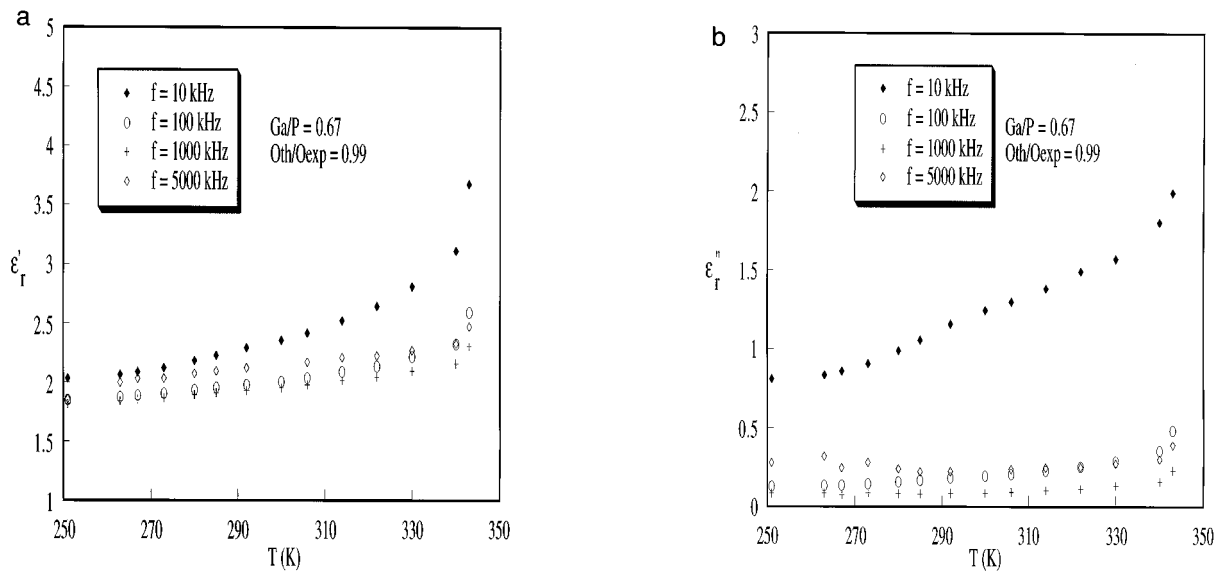 a
5
4.5
4
3.5
3
2.5
2
1.5
1
ε'r
f = 10 kHz
f = 100 kHz
f = 1000 kHz
f = 5000 kHz
Ga/P = 0.67
Oth/Oexp = 0.99
250
270
290
310
330
350
T (K)
b
3
2.5
2
1.5
1
0.5
0
ε"r
f = 10 kHz
f = 100 kHz
f = 1000 kHz
f = 5000 kHz
Ga/P = 0.67
Oth/Oexp = 0.99
250
270
290
310
330
350
T (K)